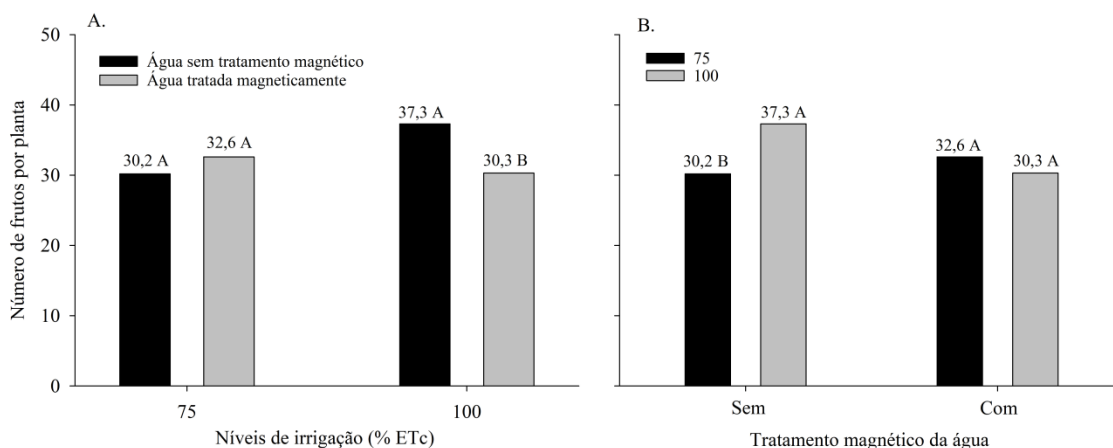 A.
Número de frutos por planta
50
40
30
20
10
0
Água sem tratamento magnético
Água tratada magneticamente
30,2 A
32,6 A
37,3 A
30,3 B
75
100
Níveis de irrigação (% ETc)
B.
75
100
30,2 B
37,3 A
32,6 A
30,3 A
Sem
Com
Tratamento magnético da água